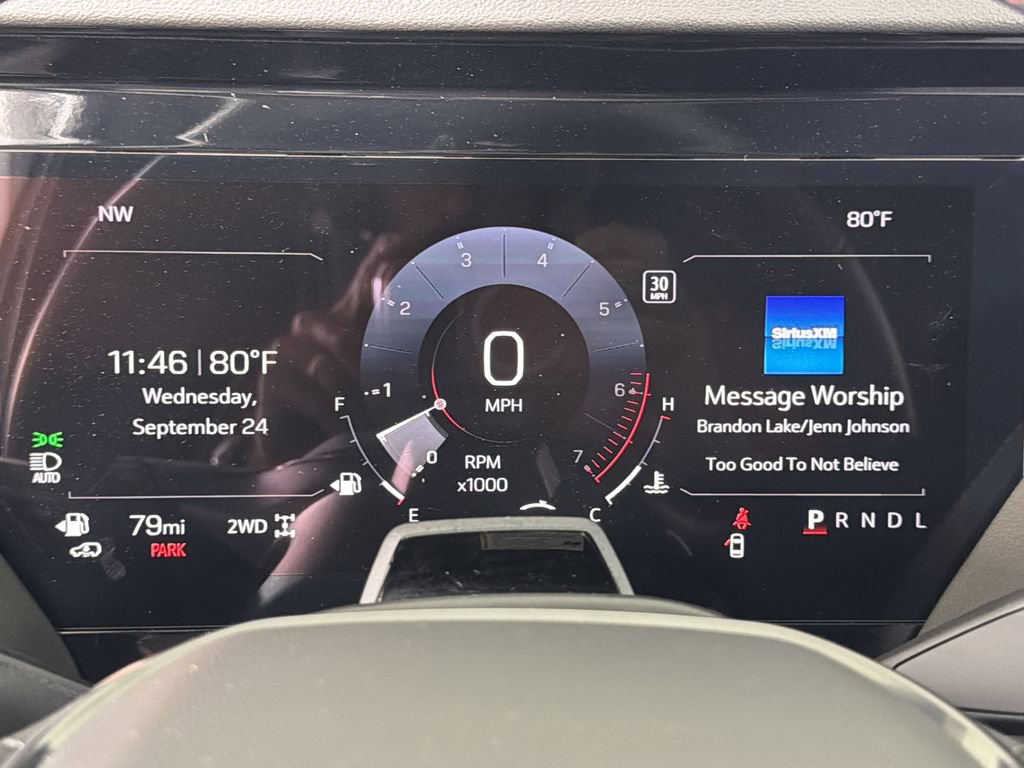 NW
80°F
11:46 | 80°F
Wednesday,
September 24
AUTO
79mi
PARK
2WD
0
1
2
3
4
5
6
7
0
MPH
RPM
x1000
F
E
H
C
30
MPH
SiriusXM
Message Worship
Brandon Lake/Jenn Johnson
Too Good To Not Believe
P R N D L